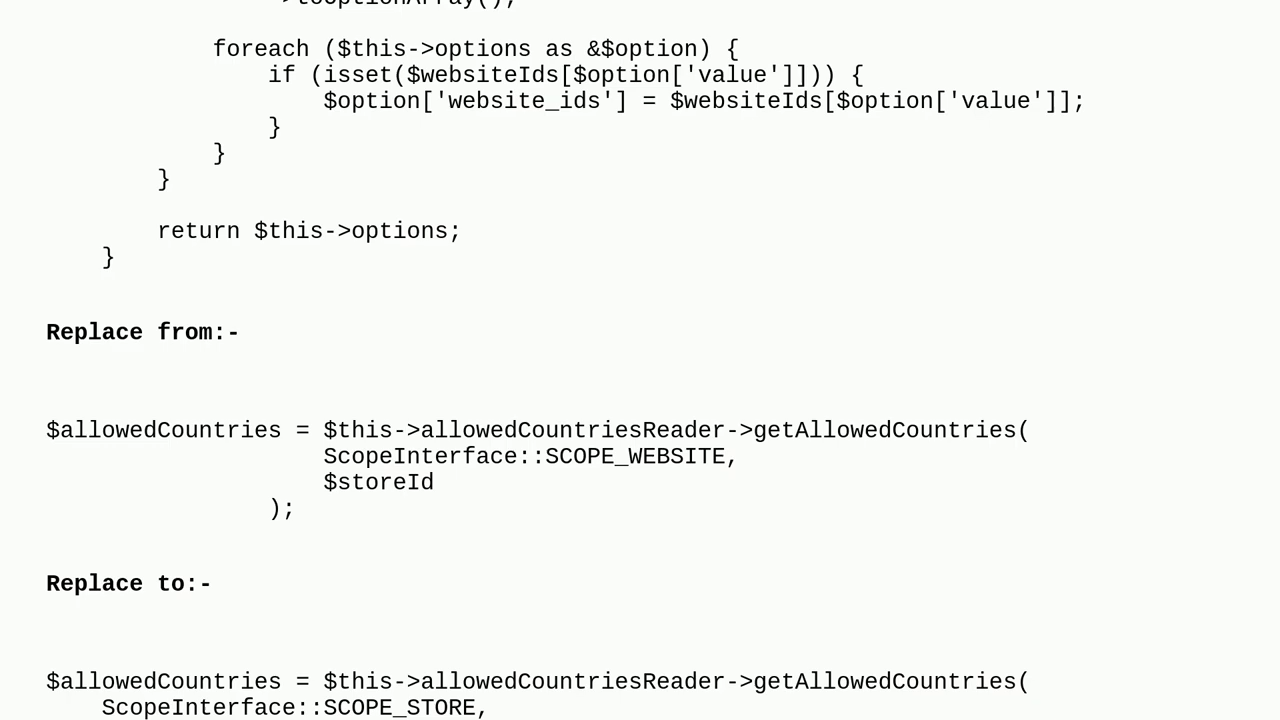 ->toOptionArray();
foreach ($this->options as &$option) {
if (isset($websiteIds[$option['value']])) {
$option['website_ids'] = $websiteIds[$option['value']];
}
}
}
return $this->options;
}
Replace from:-
$allowedCountries = $this->allowedCountriesReader->getAllowedCountries(
ScopeInterface::SCOPE_WEBSITE,
$storeId
);
Replace to:-
$allowedCountries = $this->allowedCountriesReader->getAllowedCountries(
ScopeInterface::SCOPE_STORE,